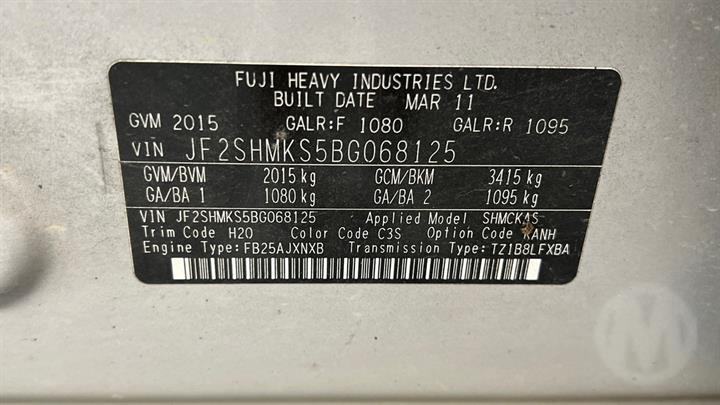 FUJI HEAVY INDUSTRIES LTD.
BUILT DATE MAR 11
GVM 2015 GALR:F 1080 GALR:R 1095
VIN JF2SHMKS5BG068125
GVM/BVM 2015 kg GCM/BKM 3415 kg
GA/BA 1 1080 kg GA/BA 2 1095 kg
VIN JF2SHMKS5BG068125 Applied Model SHMCKAS
Trim Code H20 Color Code C3S Option Code KANH
Engine Type:FB25AJXNXB Transmission Type:TZ1B8LFXBA
M